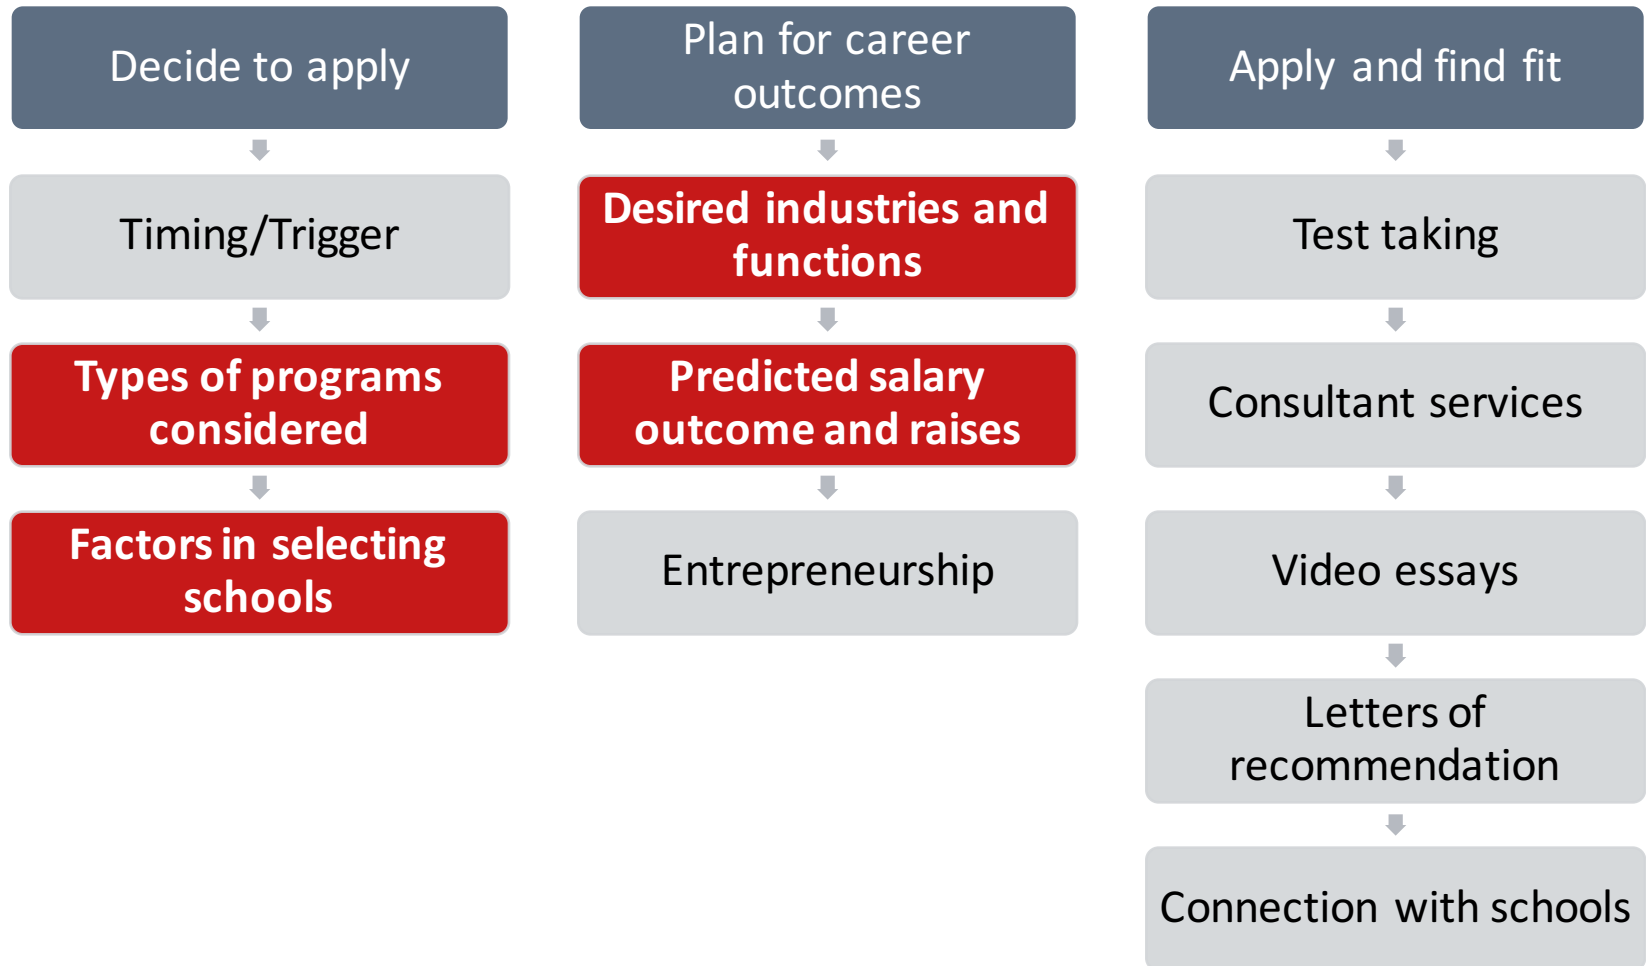 Decide to apply
Timing/Trigger
Types of programs
considered
Factors in selecting
schools
Plan for career
outcomes
Desired industries and
functions
Predicted salary
outcome and raises
Entrepreneurship
Apply and find fit
Test taking
Consultant services
Video essays
Letters of
recommendation
Connection with schools